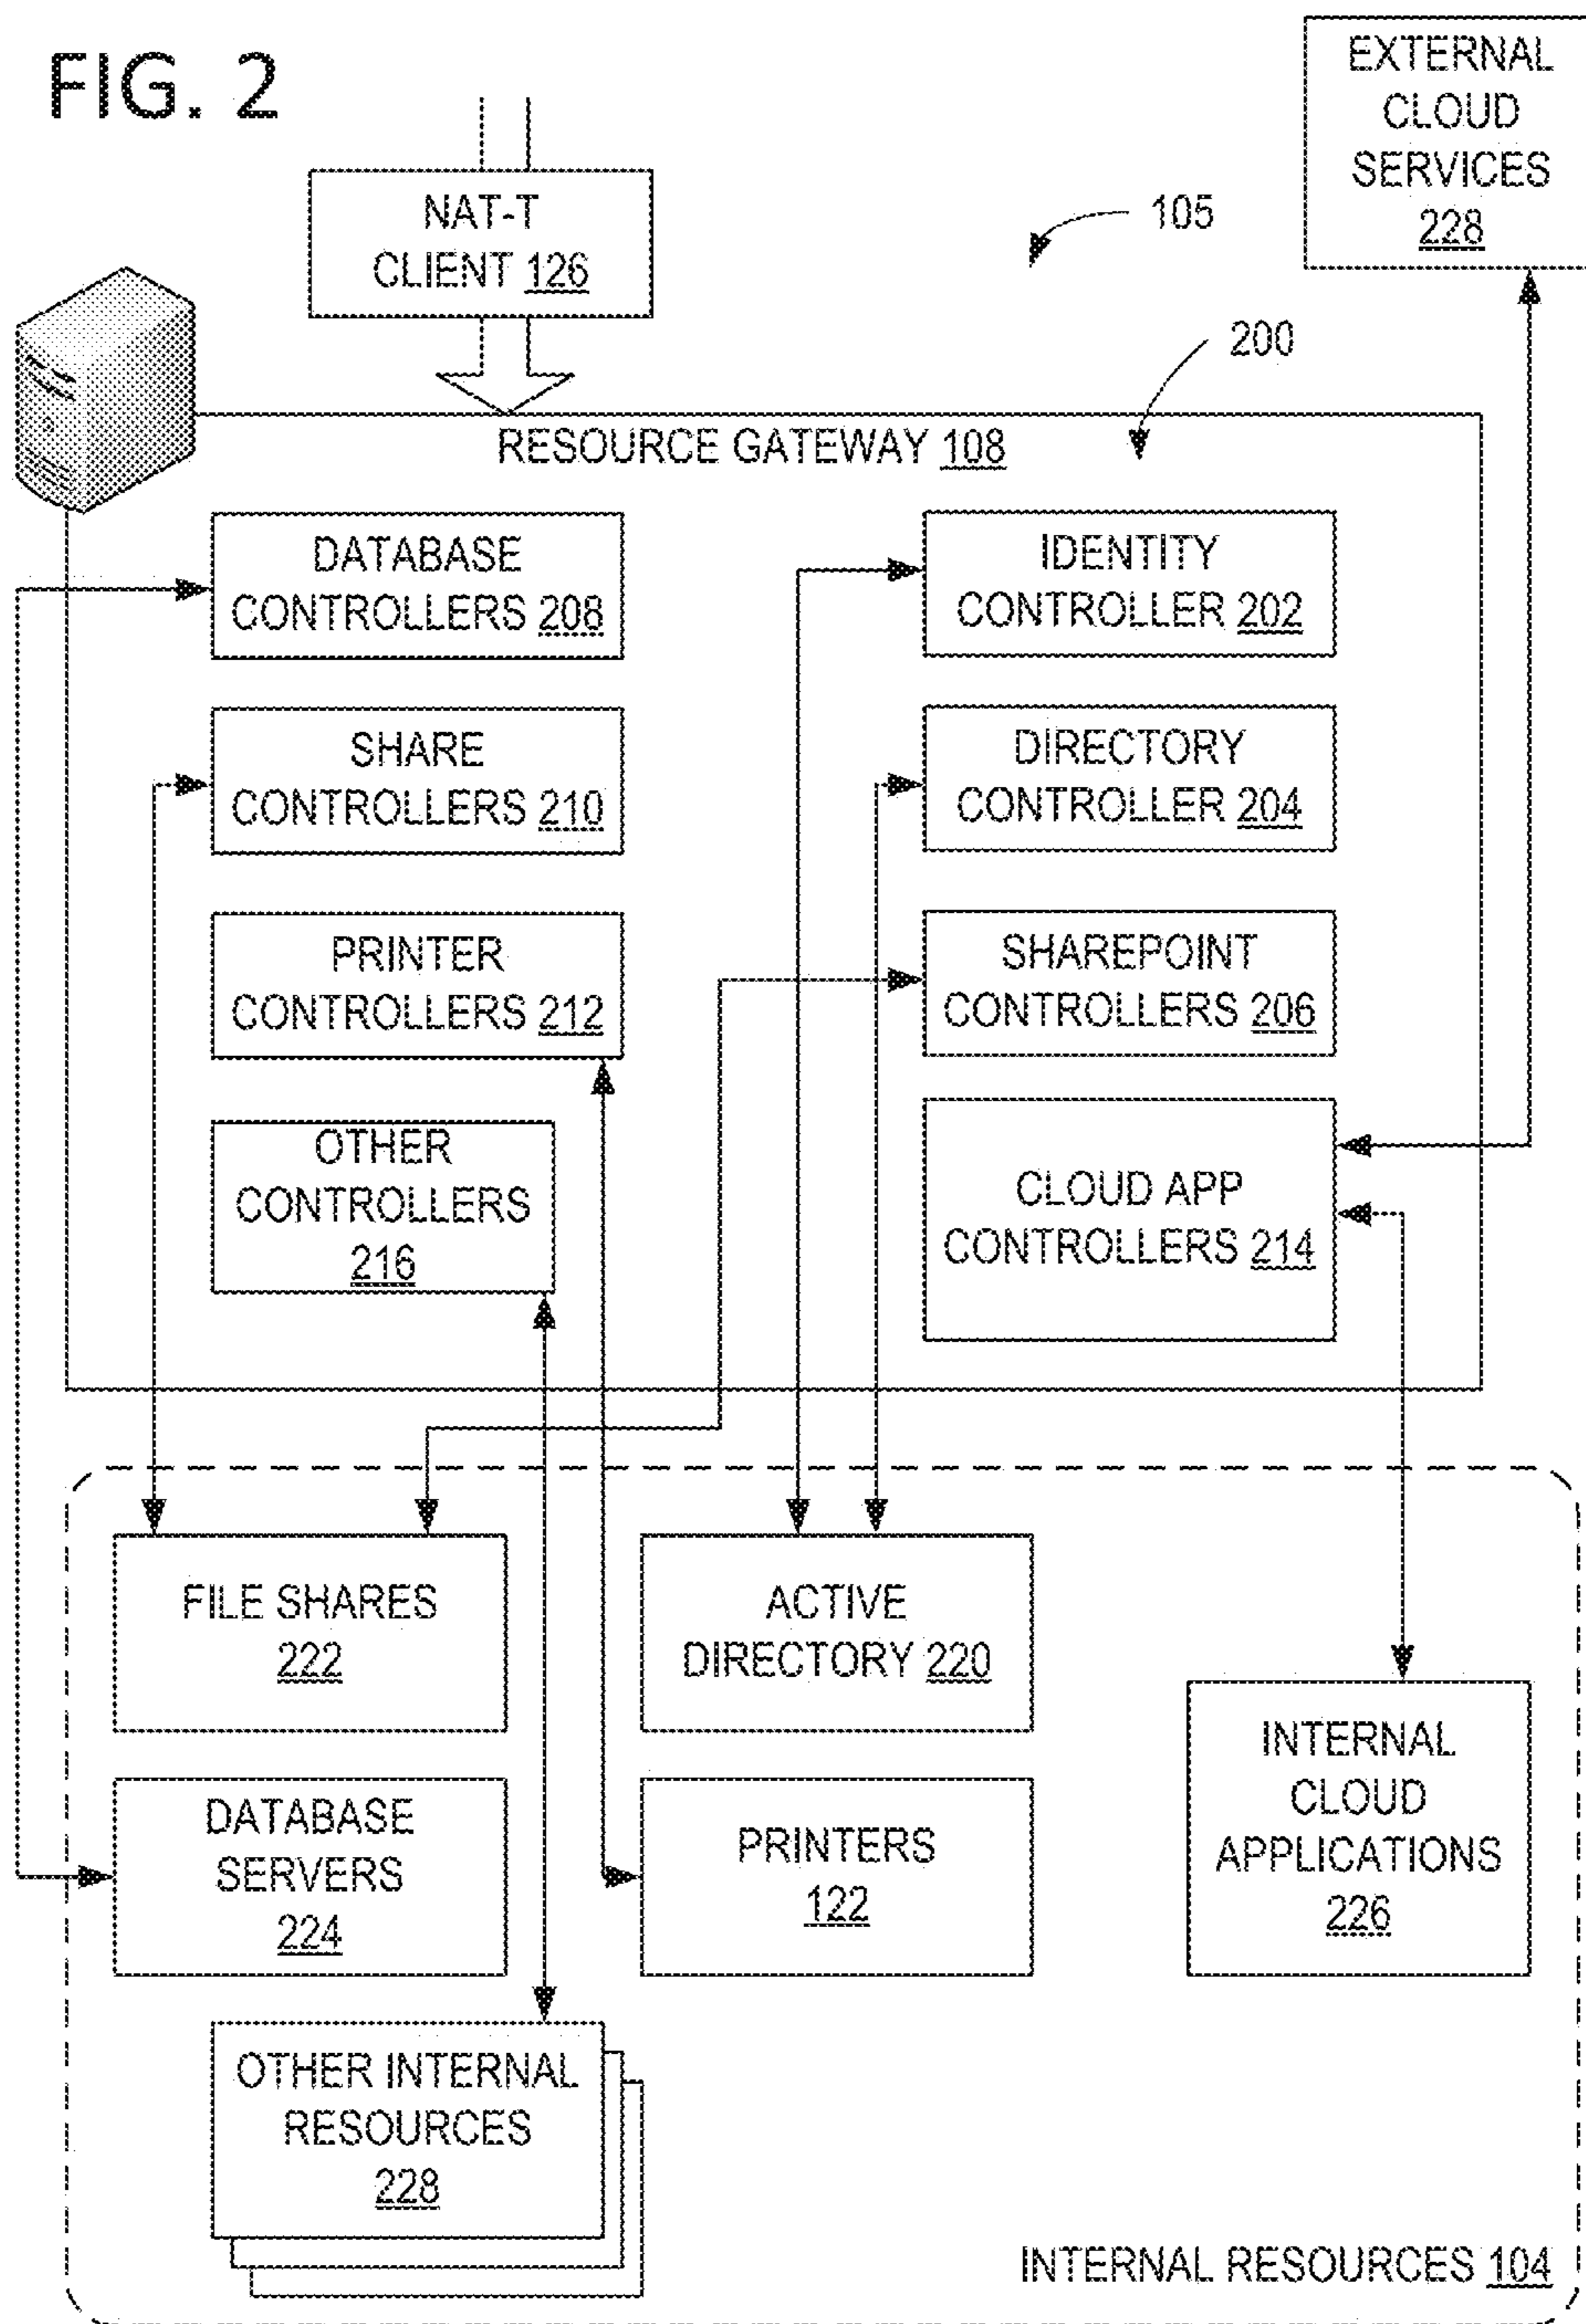 FIG. 2
EXTERNAL
CLOUD
SERVICES
228
NAT-T
CLIENT 126
105
200
RESOURCE GATEWAY 108
DATABASE
CONTROLLERS 208
IDENTITY
CONTROLLER 202
SHARE
CONTROLLERS 210
DIRECTORY
CONTROLLER 204
PRINTER
CONTROLLERS 212
SHAREPOINT
CONTROLLERS 206
OTHER
CONTROLLERS
216
CLOUD APP
CONTROLLERS 214
FILE SHARES
222
ACTIVE
DIRECTORY 220
INTERNAL
CLOUD
APPLICATIONS
226
DATABASE
SERVERS
224
PRINTERS
122
OTHER INTERNAL
RESOURCES
228
INTERNAL RESOURCES 104